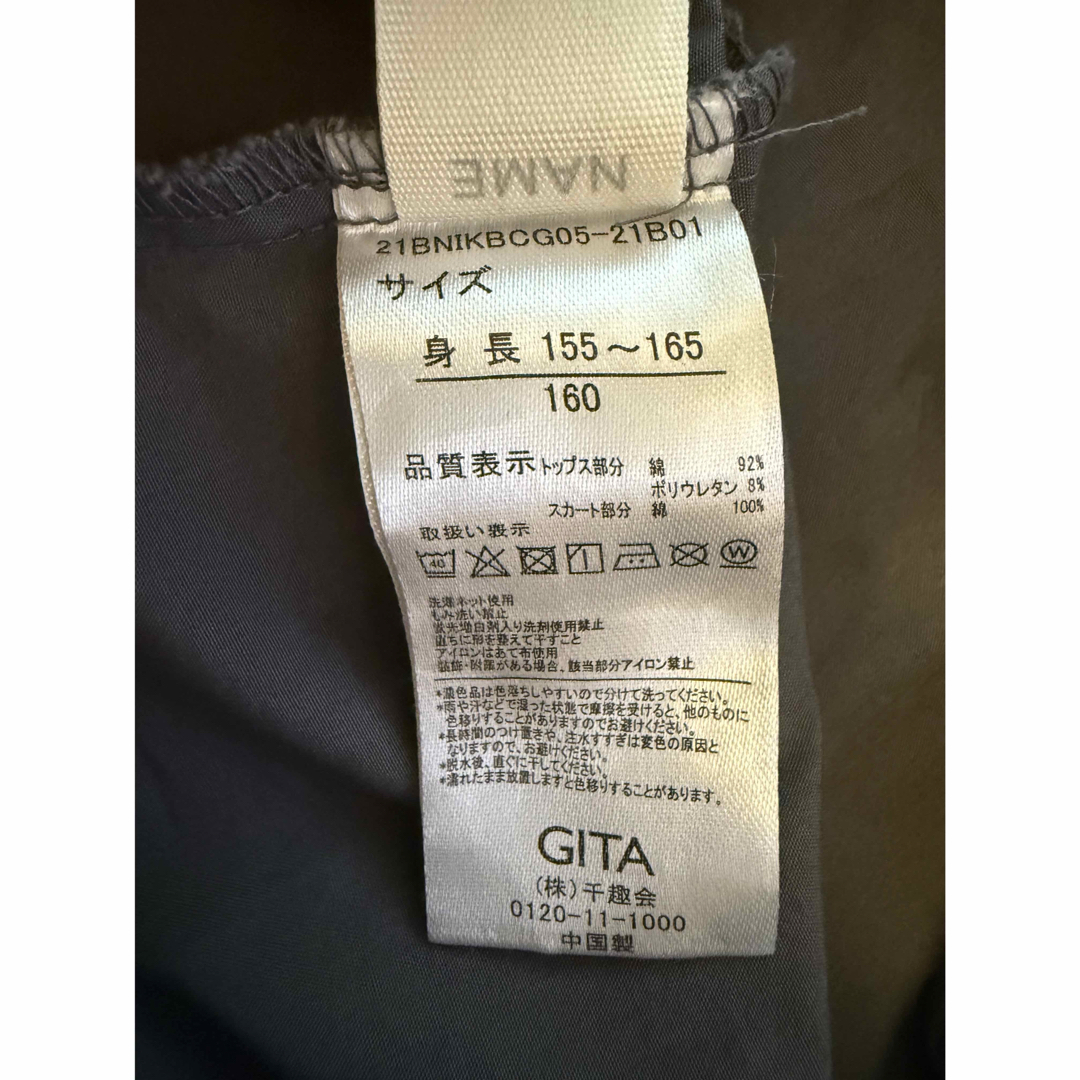 NAME
21BNIKBCG05-21B01
サイズ
身 長 155～165
160
品質表示 トップス部分 綿 92%
ポリウレタン 8%
スカート部分 綿 100%
取扱い表示
40 W
洗濯ネット使用
もみ洗い禁止
蛍光増白剤入り洗剤使用禁止
直ちに形を整えて干すこと
アイロンはあて布使用
装飾・附属がある場合、該当部分アイロン禁止
*濃色品は色落ちしやすいので分けて洗ってください。
*雨や汗などで湿った状態で摩擦を受けると、他のものに
色移りすることがありますのでお避けください。
*長時間のつけ置きや、注水すすぎは変色の原因と
なりますので、お避けください。
*脱水後、直ぐに干してください。
*濡れたまま放置しますと色移りすることがあります。
GITA
(株)千趣会
0120-11-1000
中国製